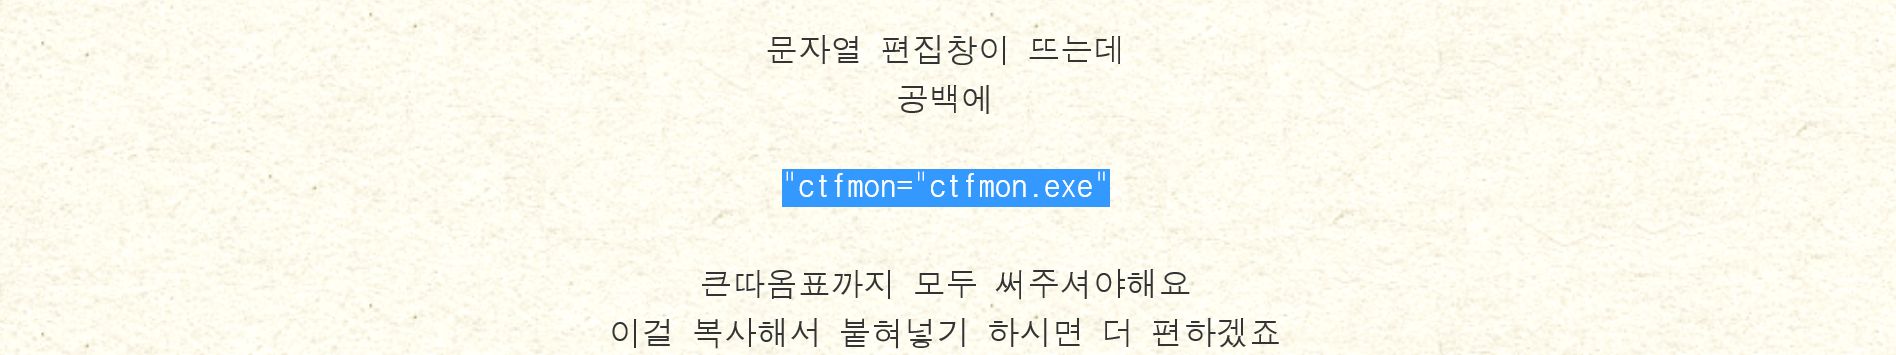 문자열 편집창이 뜨는데
공백에
"ctfmon="ctfmon.exe"
큰따옴표까지 모두 써주셔야해요
이걸 복사해서 붙혀넣기 하시면 더 편하겠죠